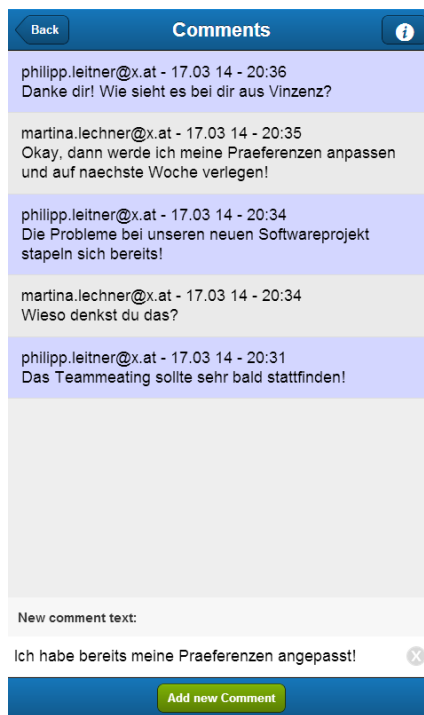 Back
Comments
i
philipp.leitner@x.at - 17.03 14 - 20:36
Danke dir! Wie sieht es bei dir aus Vinzenz?
martina.lechner@x.at - 17.03 14 - 20:35
Okay, dann werde ich meine Praeferenzen anpassen
und auf naechste Woche verlegen!
philipp.leitner@x.at - 17.03 14 - 20:34
Die Probleme bei unseren neuen Softwareprojekt
stapeln sich bereits!
martina.lechner@x.at - 17.03 14 - 20:34
Wieso denkst du das?
philipp.leitner@x.at - 17.03 14 - 20:31
Das Teammeating sollte sehr bald stattfinden!
New comment text:
Ich habe bereits meine Praeferenzen angepasst!
Add new Comment